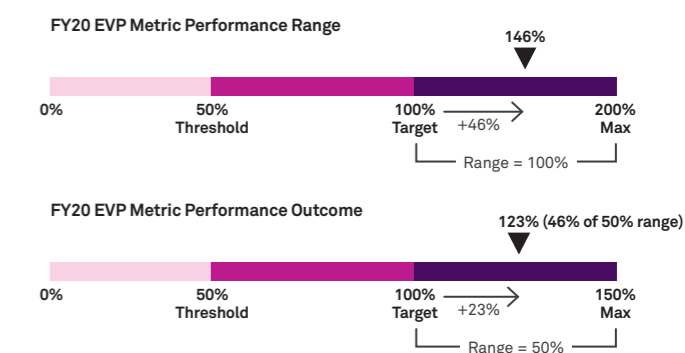 FY20 EVP Metric Performance Range
146%
0% 50% 100% 200%
Threshold Target +46% Max
Range = 100%
FY20 EVP Metric Performance Outcome
123% (46% of 50% range)
0% 50% 100% 150%
Threshold Target +23% Max
Range = 50%